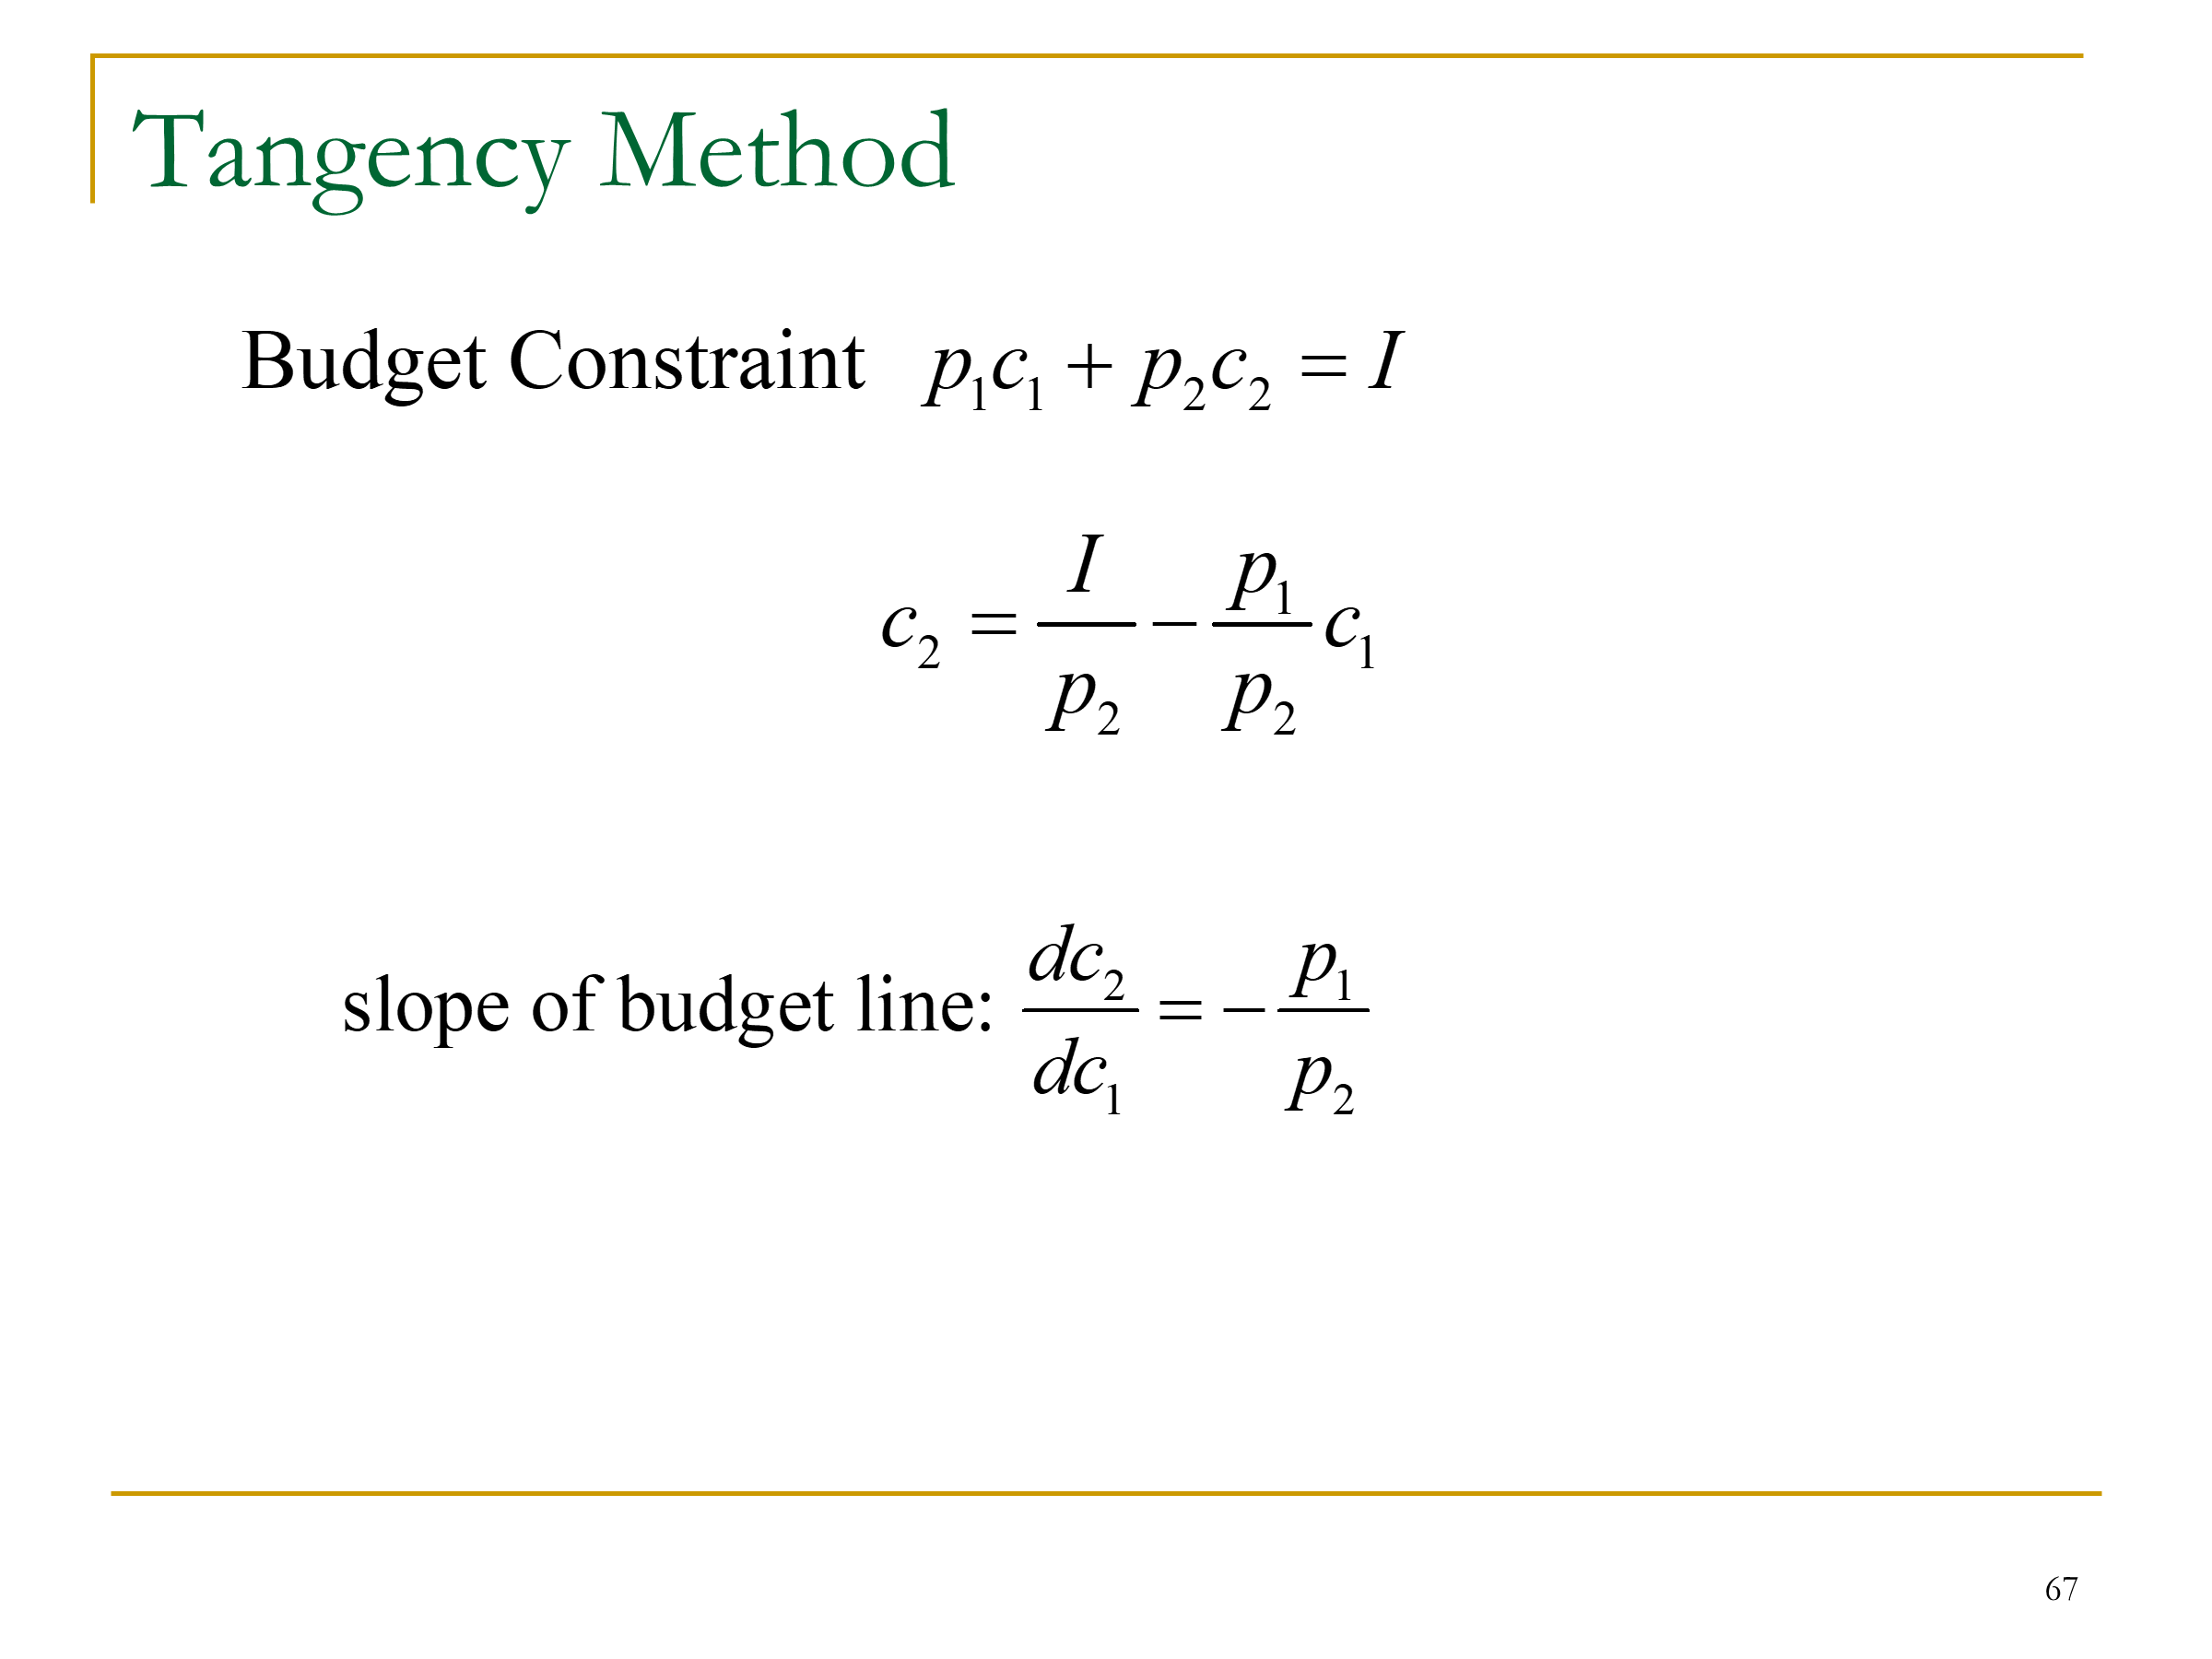 Tangency Method
Budget Constraint p₁c₁ + p₂c₂ = I
c₂ = I/p₂ − p₁/p₂ c₁
slope of budget line: dc₂/dc₁ = − p₁/p₂
67